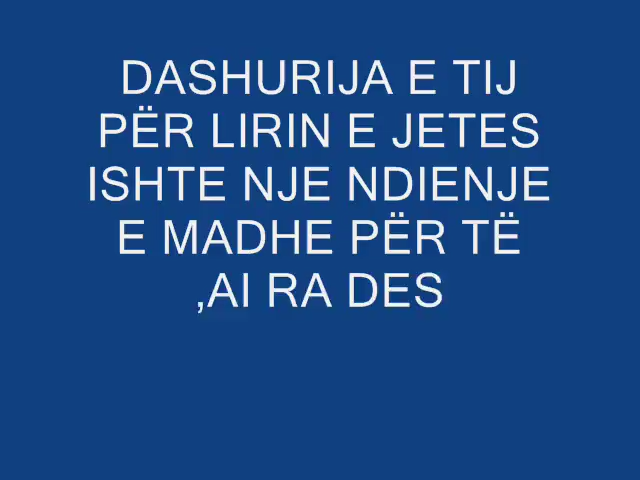 DASHURIJA E TIJ
PËR LIRIN E JETES
ISHTE NJE NDIENJE
E MADHE PËR TË
,AI RA DES